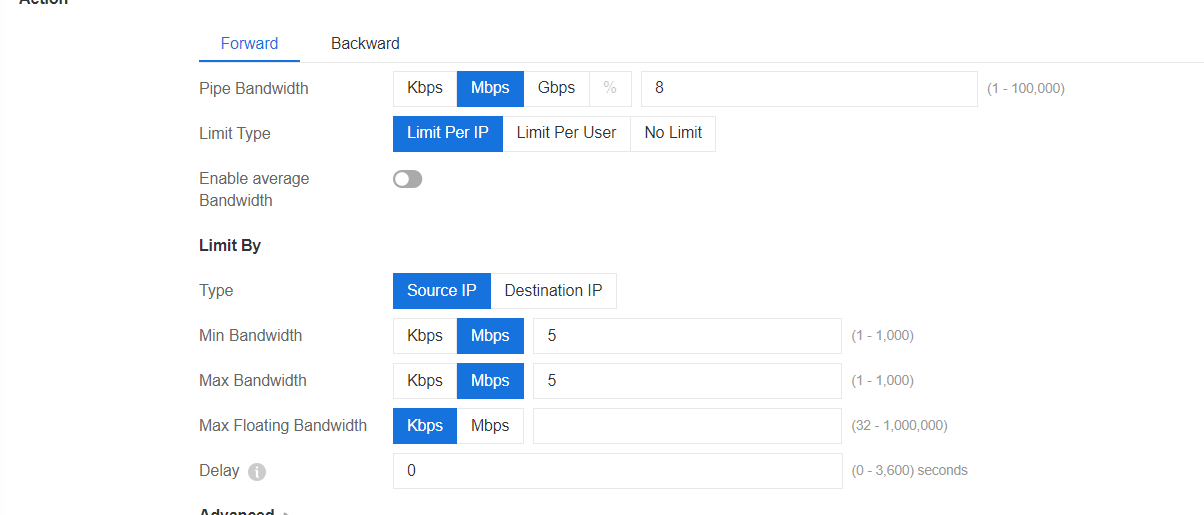 Action
Forward Backward
Pipe Bandwidth Kbps Mbps Gbps % 8 (1 - 100,000)
Limit Type Limit Per IP Limit Per User No Limit
Enable average
Bandwidth
Limit By
Type Source IP Destination IP
Min Bandwidth Kbps Mbps 5 (1 - 1,000)
Max Bandwidth Kbps Mbps 5 (1 - 1,000)
Max Floating Bandwidth Kbps Mbps (32 - 1,000,000)
Delay i 0 (0 - 3,600) seconds
Advanced